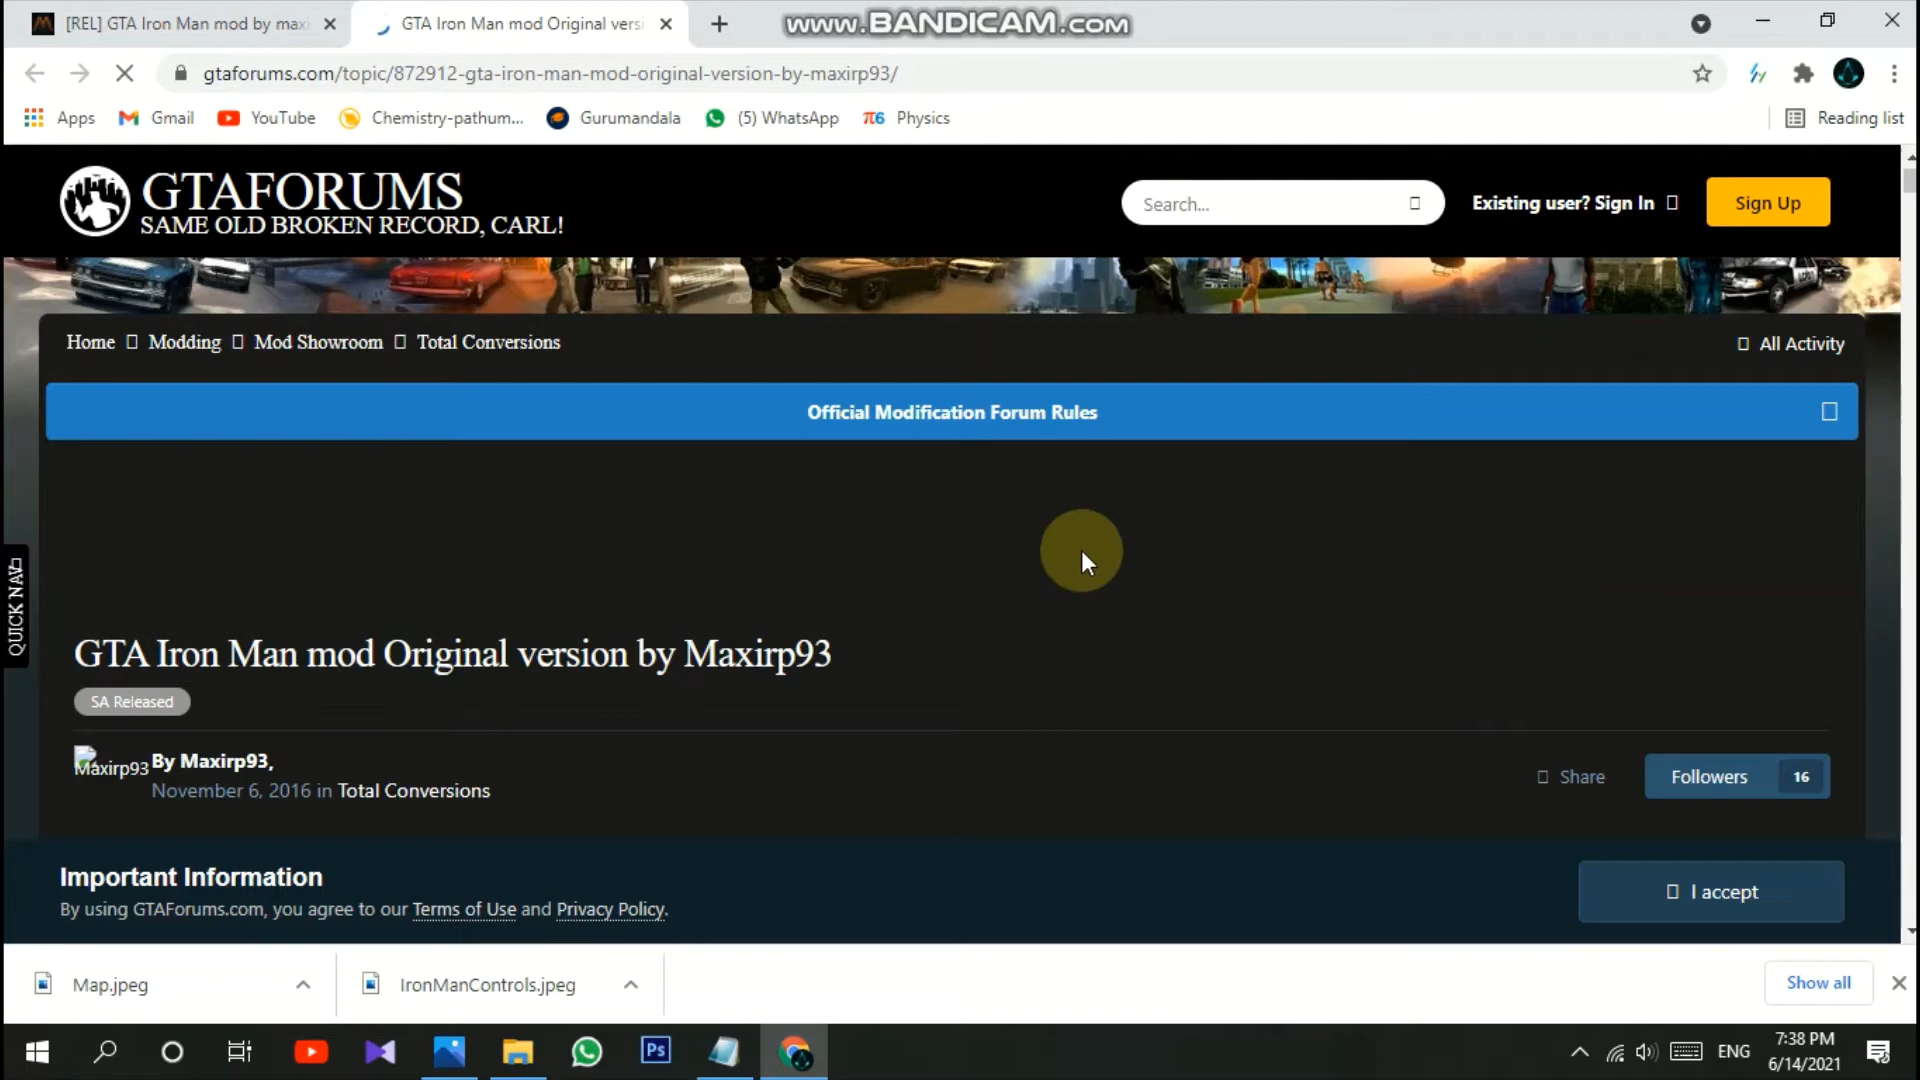 [REL] GTA Iron Man mod by max
GTA Iron Man mod Original vers
www.BANDICAM.com
gtaforums.com/topic/872912-gta-iron-man-mod-original-version-by-maxirp93/
Apps
Gmail
YouTube
Chemistry-pathum...
Gurumandala
(5) WhatsApp
π6 Physics
Reading list
GTAFORUMS
SAME OLD BROKEN RECORD, CARL!
Search...
Existing user? Sign In
Sign Up
Home Modding Mod Showroom Total Conversions
All Activity
Official Modification Forum Rules
QUICK NAV
GTA Iron Man mod Original version by Maxirp93
SA Released
Maxirp93
By Maxirp93,
November 6, 2016 in Total Conversions
Share
Followers 16
Important Information
By using GTAForums.com, you agree to our Terms of Use and Privacy Policy.
I accept
Map.jpeg
IronManControls.jpeg
Show all
Ps
ENG
7:38 PM
6/14/2021